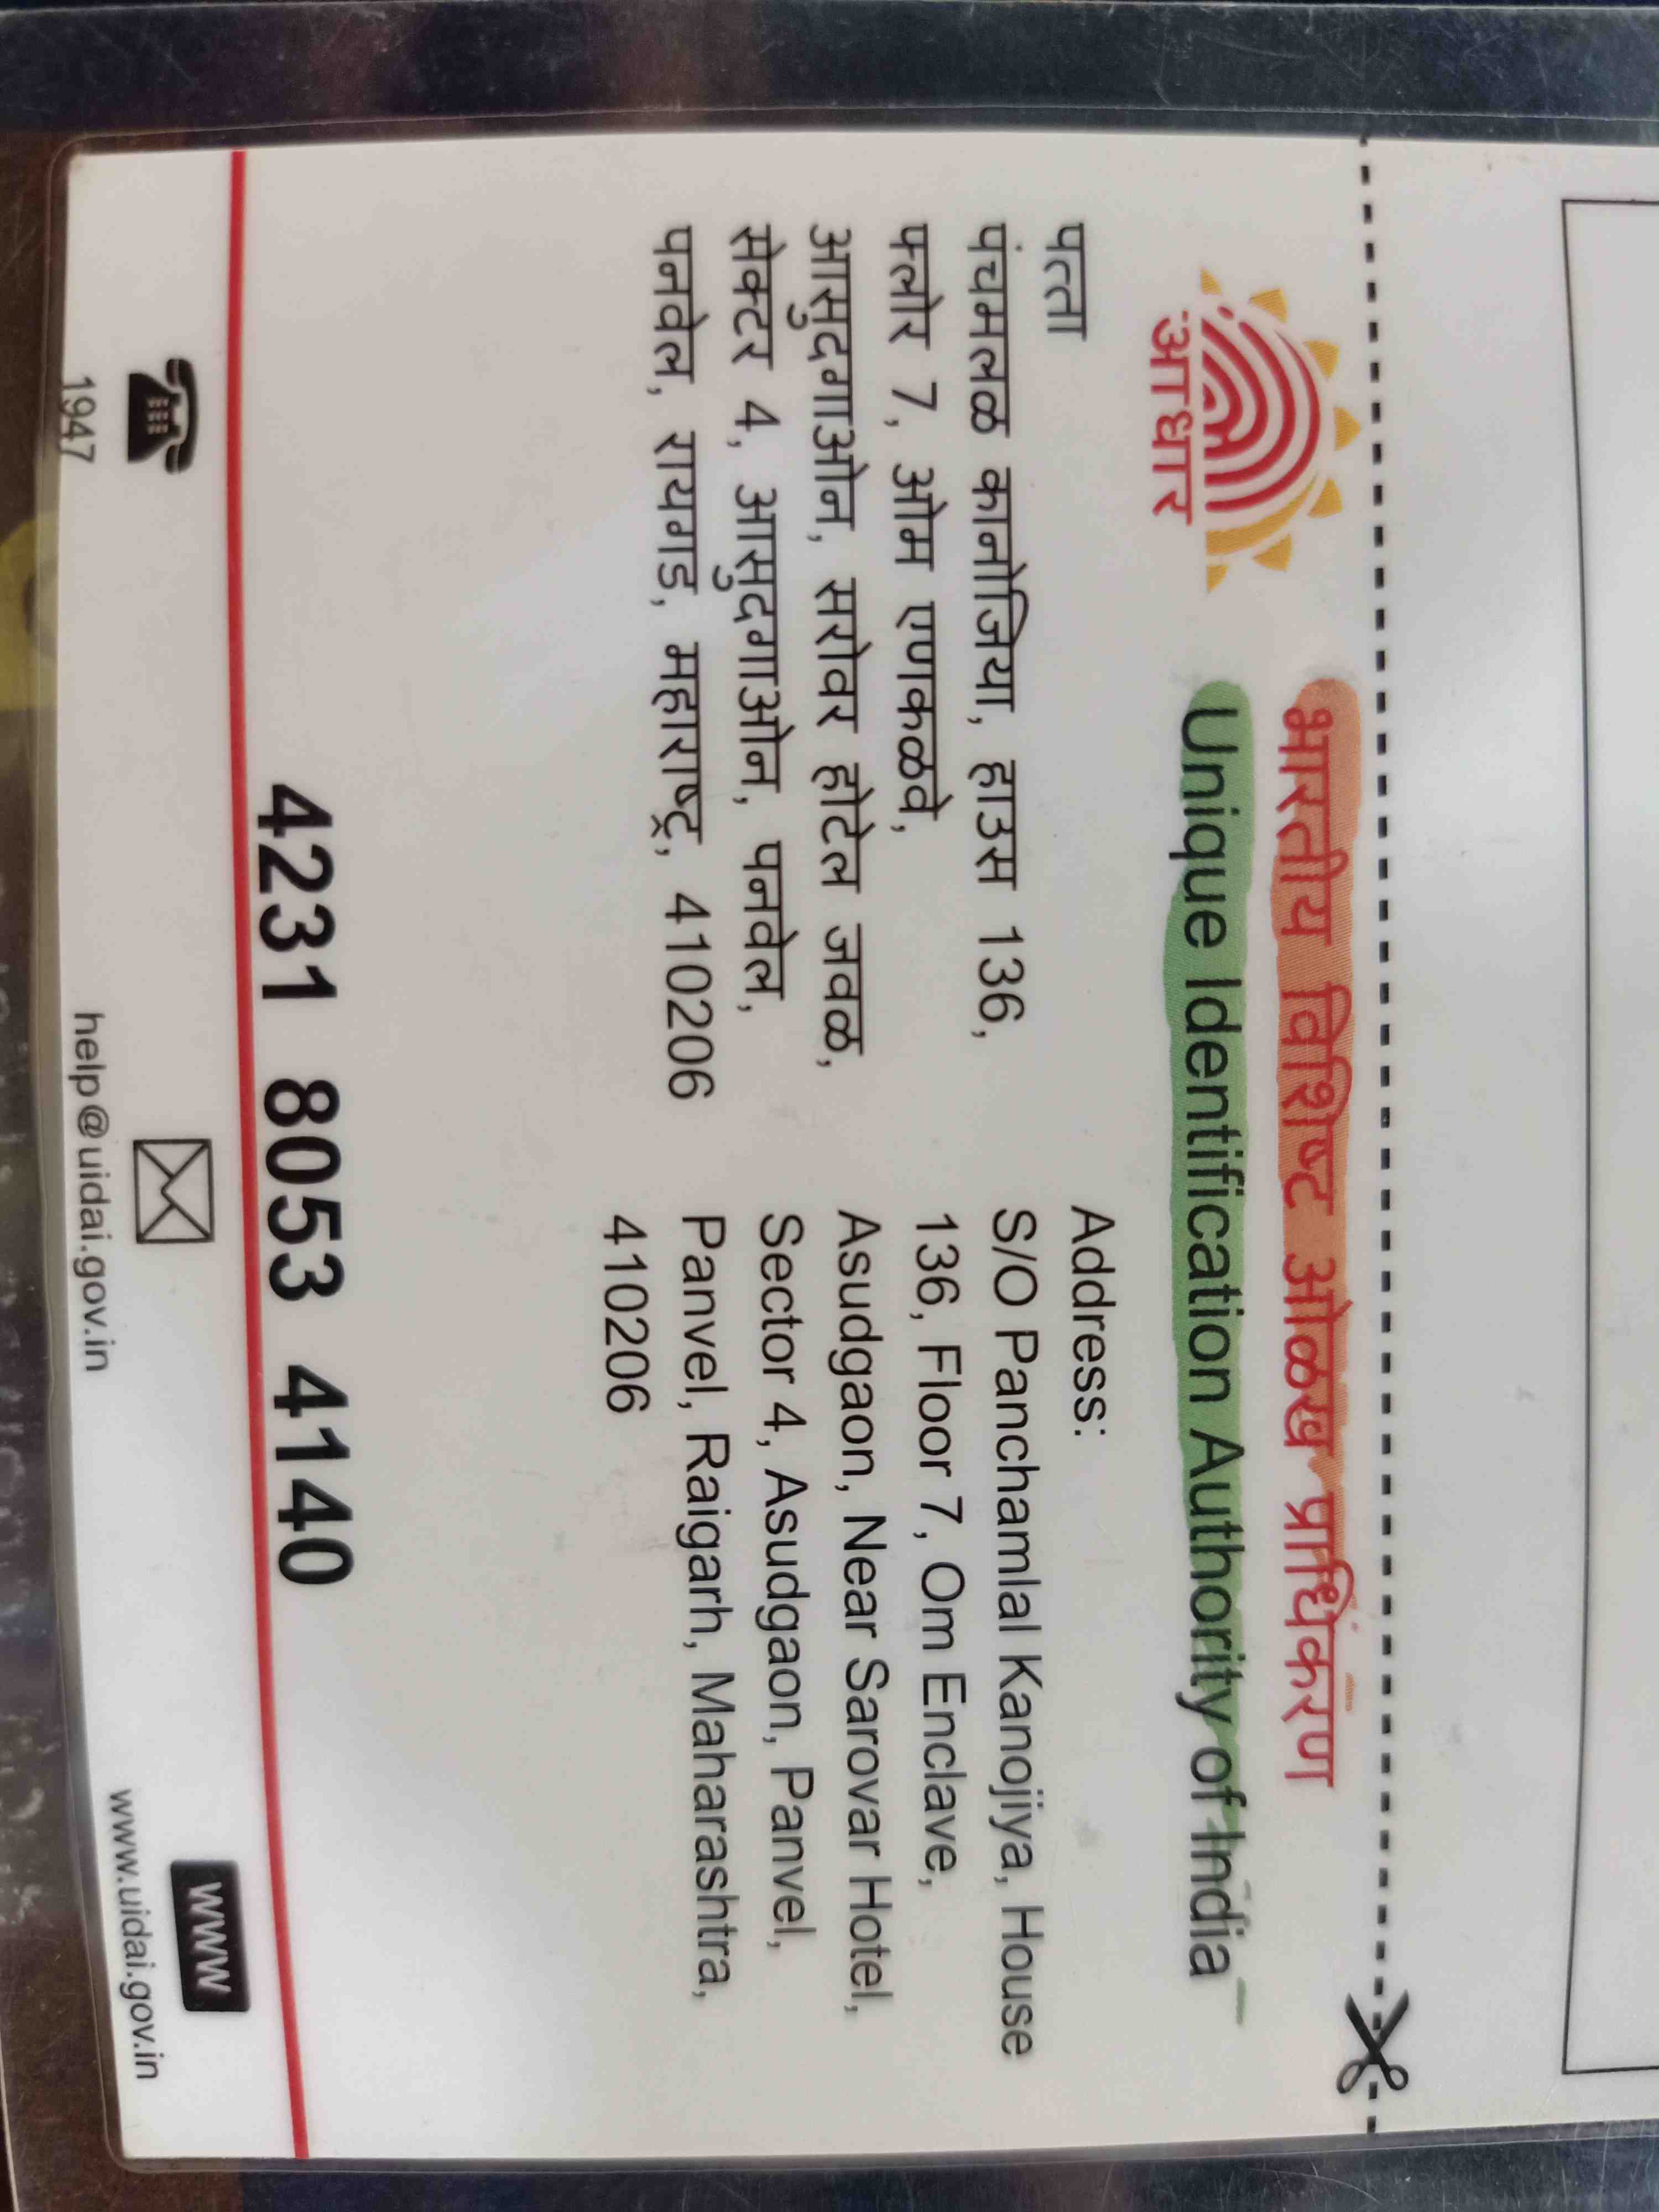 आधार
भारतीय विशिष्ट ओळख प्राधिकरण
Unique Identification Authority of India
पत्ता
पंचमलळ कानोजिया, हाउस 136,
फ्लोर 7, ओम एणकळवे,
आसुदगाओन, सरोवर होटेल जवळ,
सेक्टर 4, आसुदगाओन, पनवेल,
पनवेल, रायगड, महाराष्ट्र, 410206
Address:
S/O Panchamlal Kanojiya, House
136, Floor 7, Om Enclave,
Asudgaon, Near Sarovar Hotel,
Sector 4, Asudgaon, Panvel,
Panvel, Raigarh, Maharashtra,
410206
4231 8053 4140
1947
help@uidai.gov.in
www
www.uidai.gov.in